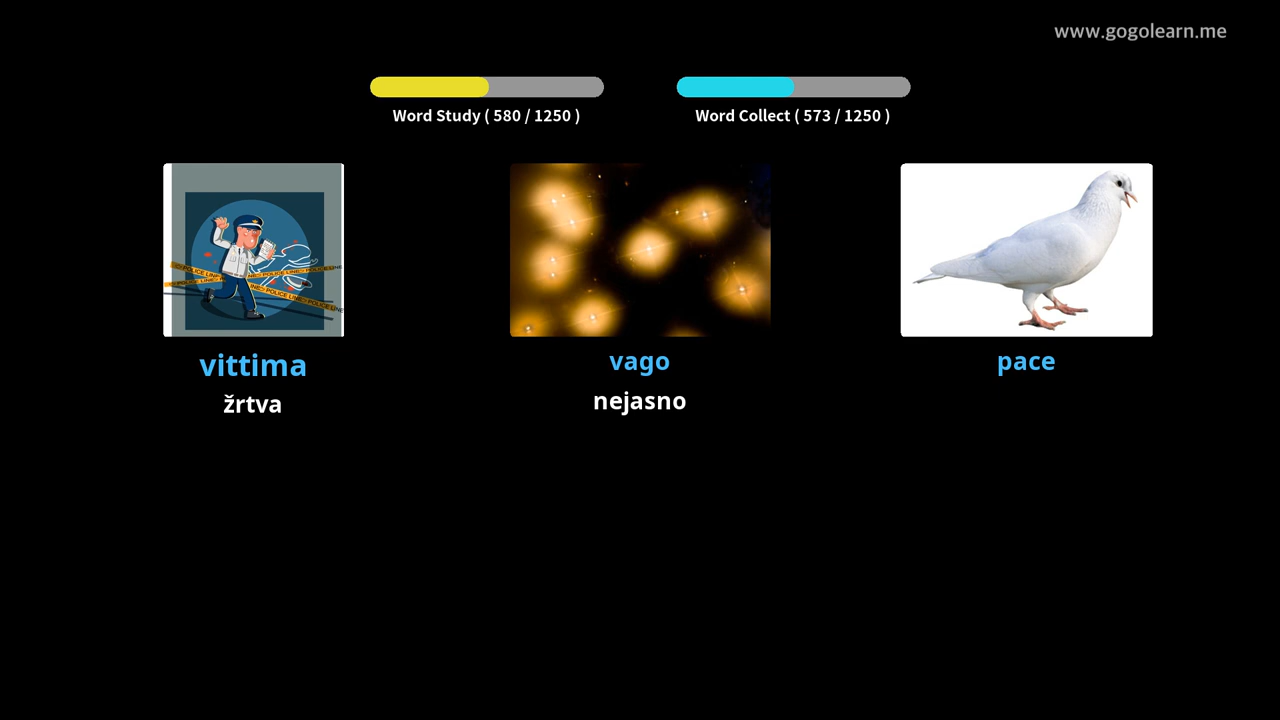 www.gogolearn.me
Word Study ( 580 / 1250 )
Word Collect ( 573 / 1250 )
vittima
žrtva
vago
nejasno
pace